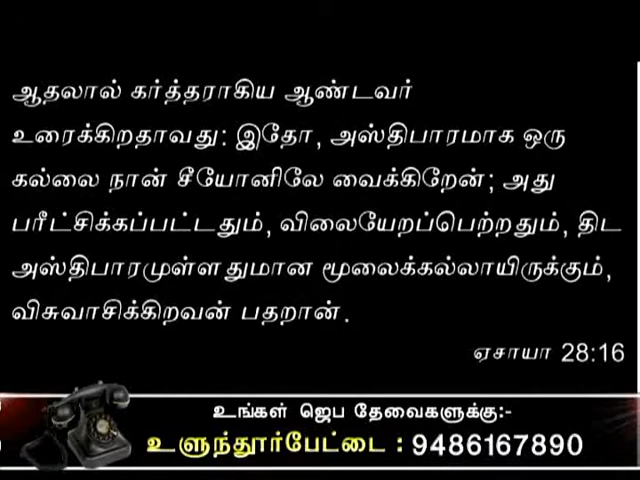 ஆதலால் கர்த்தராகிய ஆண்டவர்
உரைக்கிறதாவது: இதோ, அஸ்திபாரமாக ஒரு
கல்லை நான் சீயோனிலே வைக்கிறேன்; அது
பரீட்சிக்கப்பட்டதும், விலையேறப்பெற்றதும், திட
அஸ்திபாரமுள்ள துமான மூலைக்கல்லாயிருக்கும்,
விசுவாசிக்கிறவன் பதறான்.
ஏசாயா 28:16
உங்கள் ஜெப தேவைகளுக்கு:-
உளுந்தூர்பேட்டை : 9486167890